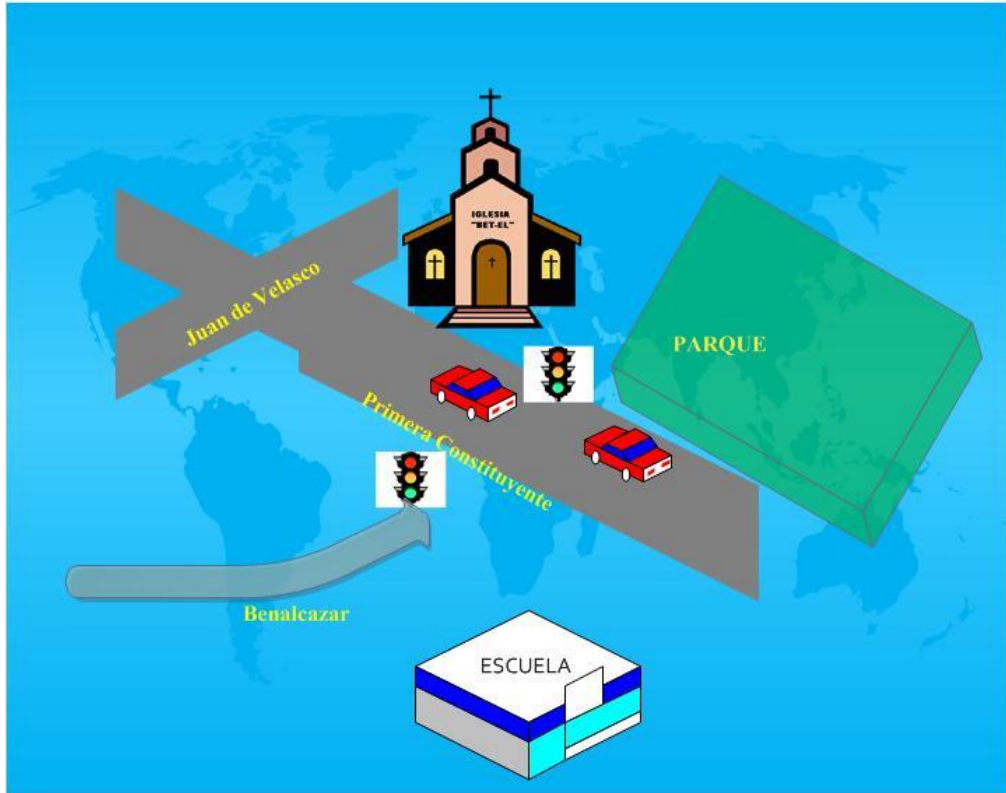 IGLESIA
"BET-EL"
Juan de Velasco
PARQUE
Primera Constituyente
Benalcazar
ESCUELA